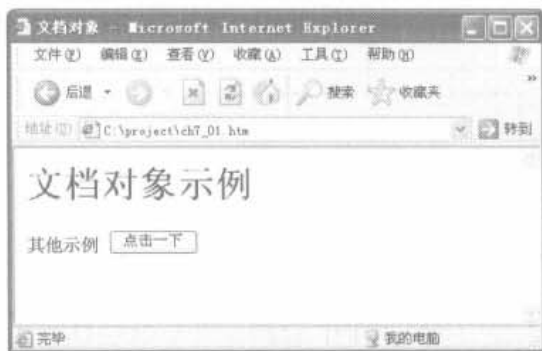 文档对象 - Microsoft Internet Explorer
文件(F) 编辑(E) 查看(V) 收藏(A) 工具(T) 帮助(H)
后退 搜索 收藏夹 »
地址(D) C:\project\ch7_01.htm 转到
文档对象示例
其他示例 点击一下
完毕 我的电脑